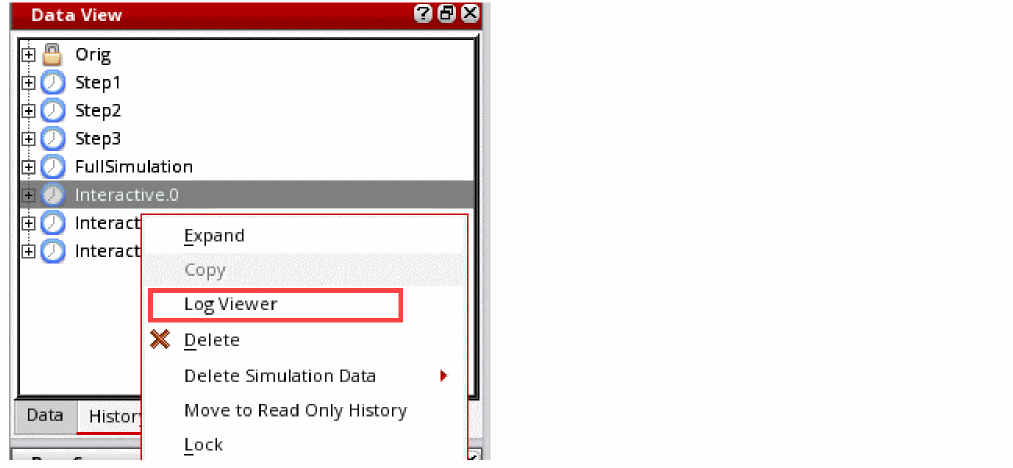 Data View
Orig
Step1
Step2
Step3
FullSimulation
Interactive.0
Interact
Interact
Expand
Copy
Log Viewer
Delete
Delete Simulation Data
Move to Read Only History
Lock
Data
Histor